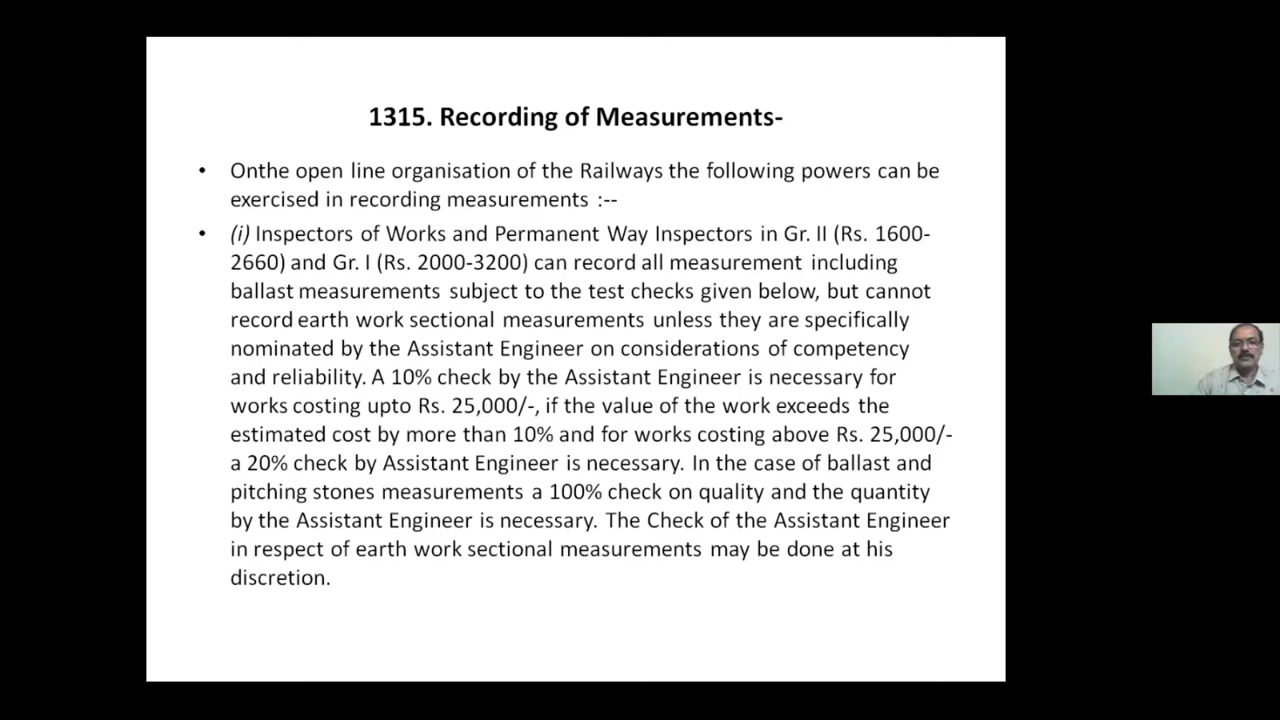 1315. Recording of Measurements-
• Onthe open line organisation of the Railways the following powers can be
exercised in recording measurements :--
• (i) Inspectors of Works and Permanent Way Inspectors in Gr. II (Rs. 1600-
2660) and Gr. I (Rs. 2000-3200) can record all measurement including
ballast measurements subject to the test checks given below, but cannot
record earth work sectional measurements unless they are specifically
nominated by the Assistant Engineer on considerations of competency
and reliability. A 10% check by the Assistant Engineer is necessary for
works costing upto Rs. 25,000/-, if the value of the work exceeds the
estimated cost by more than 10% and for works costing above Rs. 25,000/-
a 20% check by Assistant Engineer is necessary. In the case of ballast and
pitching stones measurements a 100% check on quality and the quantity
by the Assistant Engineer is necessary. The Check of the Assistant Engineer
in respect of earth work sectional measurements may be done at his
discretion.